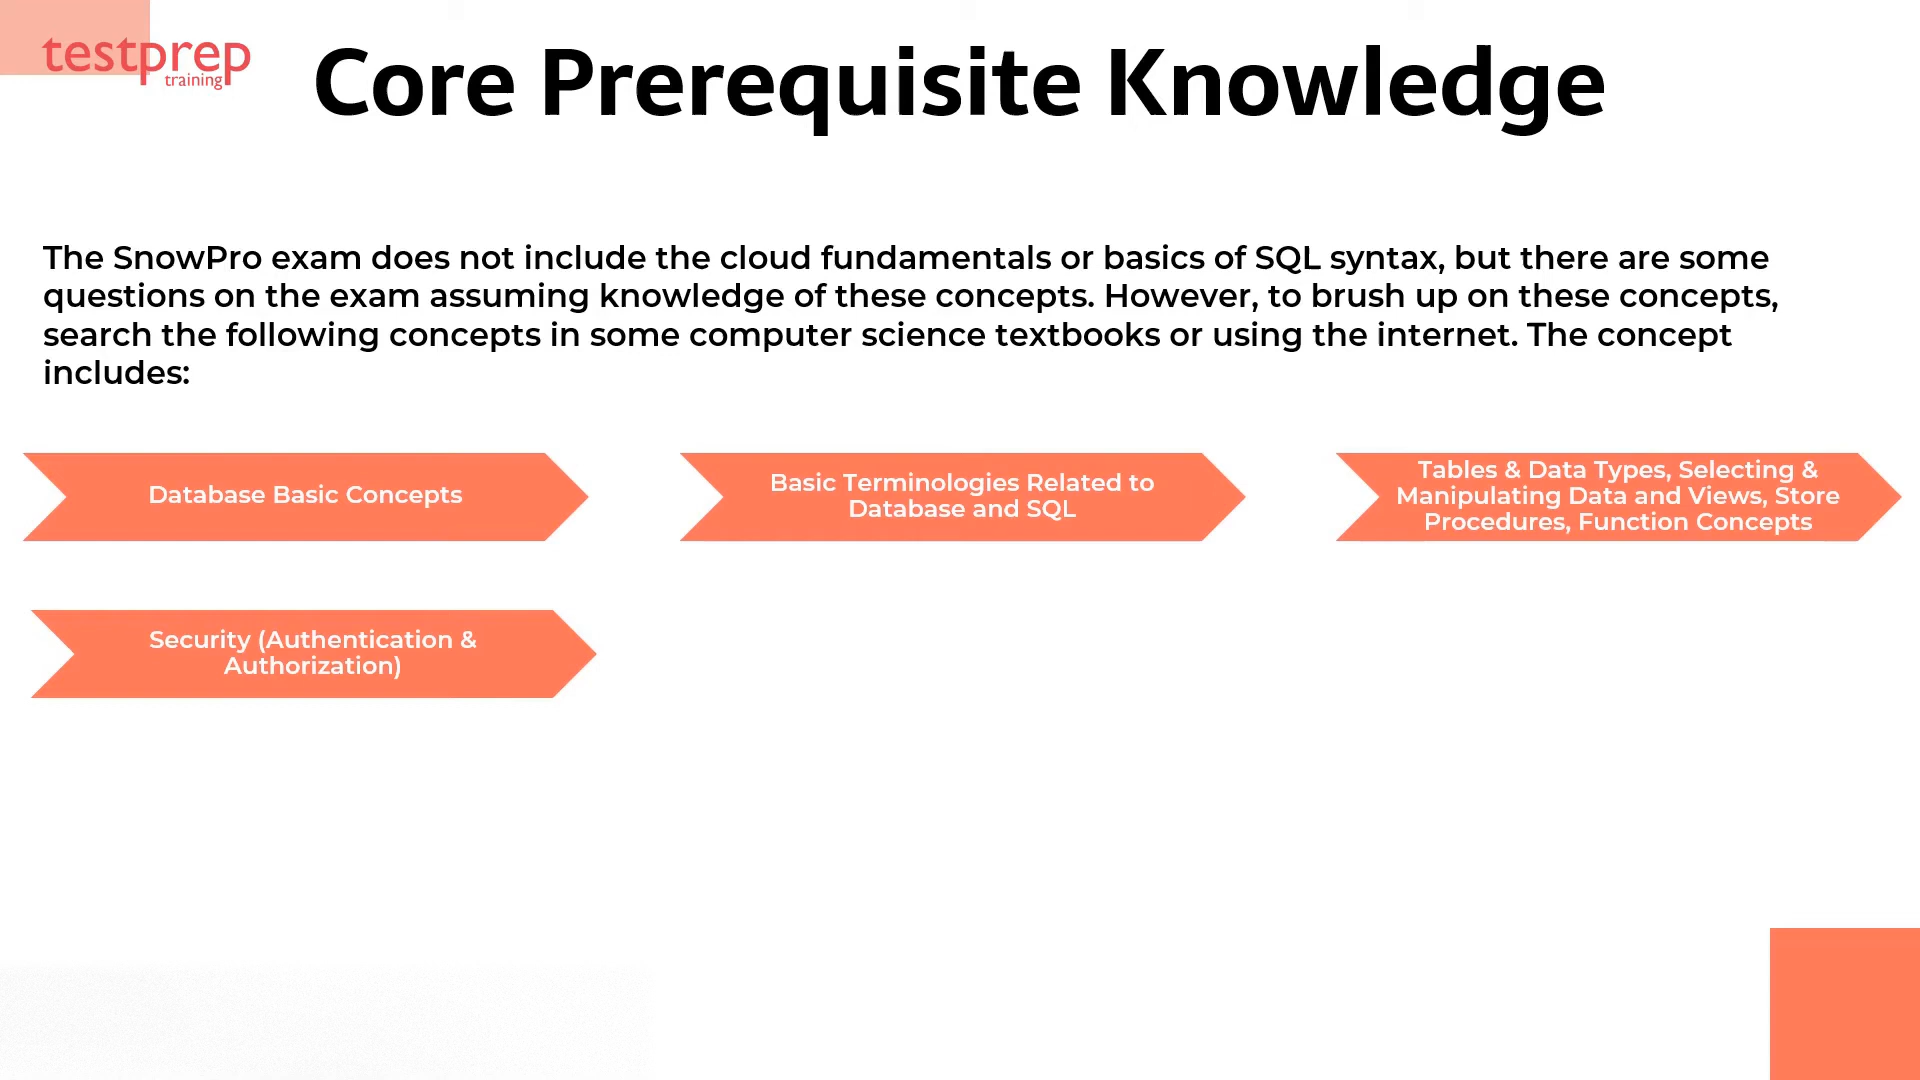 testprep
training
Core Prerequisite Knowledge
The SnowPro exam does not include the cloud fundamentals or basics of SQL syntax, but there are some
questions on the exam assuming knowledge of these concepts. However, to brush up on these concepts,
search the following concepts in some computer science textbooks or using the internet. The concept
includes:
Database Basic Concepts
Basic Terminologies Related to
Database and SQL
Tables & Data Types, Selecting &
Manipulating Data and Views, Store
Procedures, Function Concepts
Security (Authentication &
Authorization)